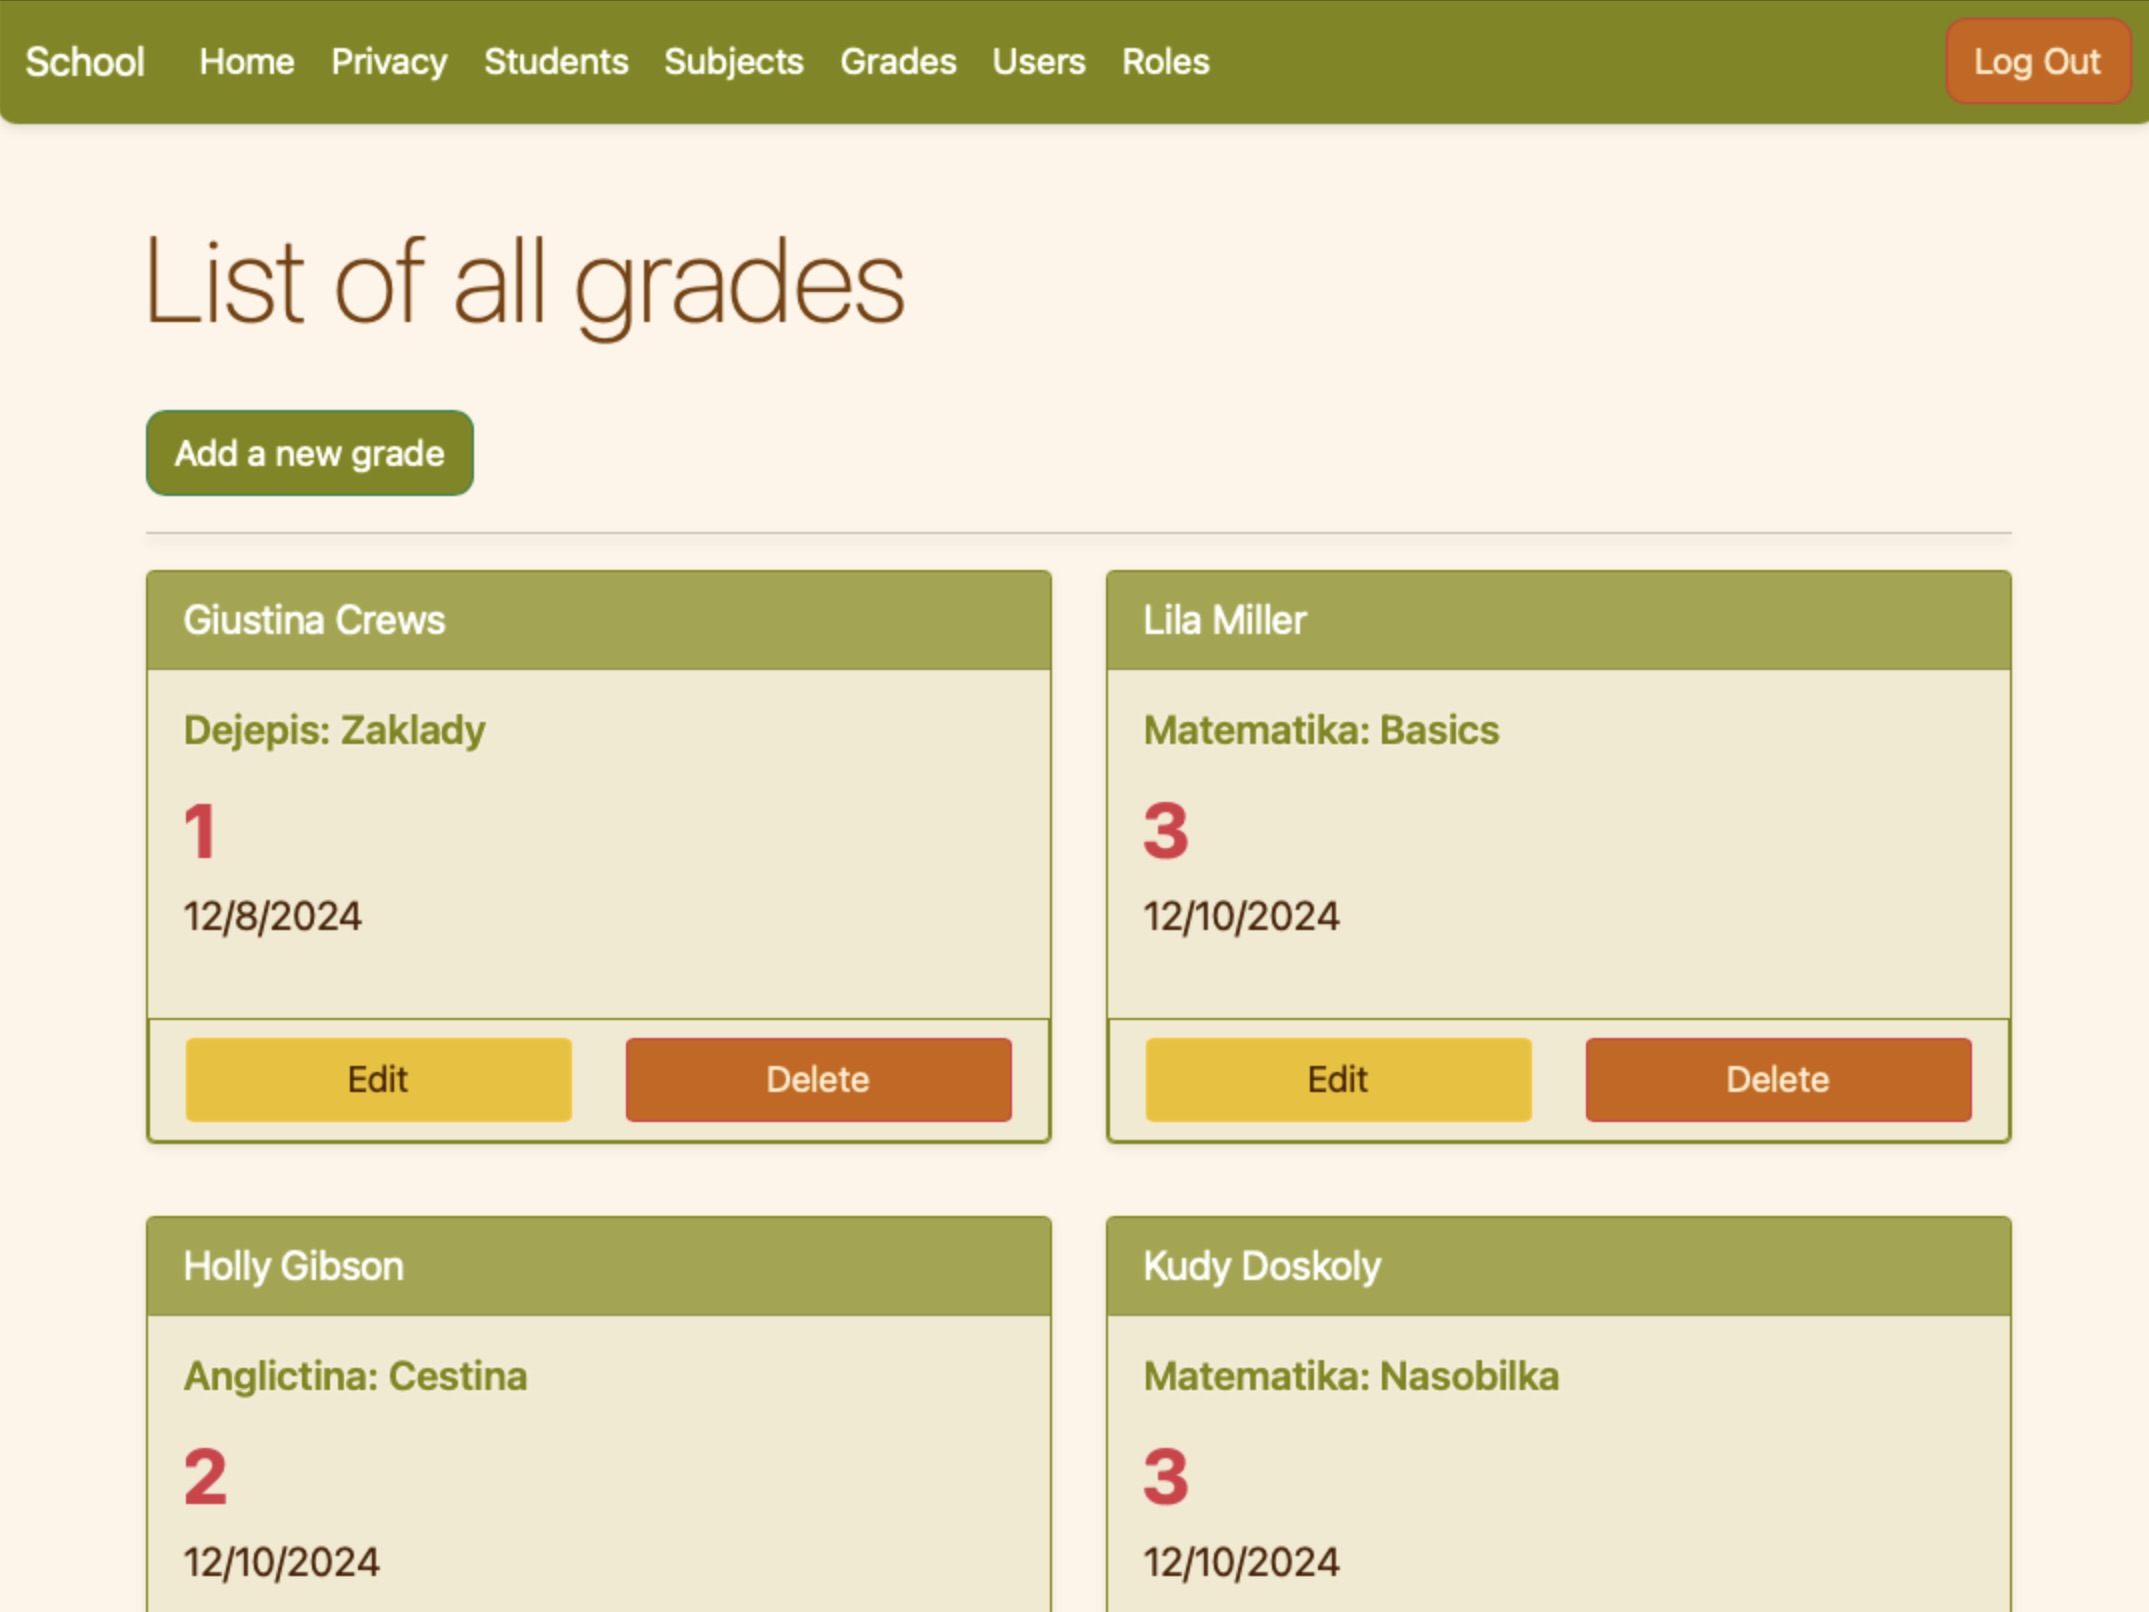 School Home Privacy Students Subjects Grades Users Roles Log Out
List of all grades
Add a new grade
Giustina Crews
Dejepis: Zaklady
1
12/8/2024
Edit Delete
Lila Miller
Matematika: Basics
3
12/10/2024
Edit Delete
Holly Gibson
Anglictina: Cestina
2
12/10/2024
Kudy Doskoly
Matematika: Nasobilka
3
12/10/2024